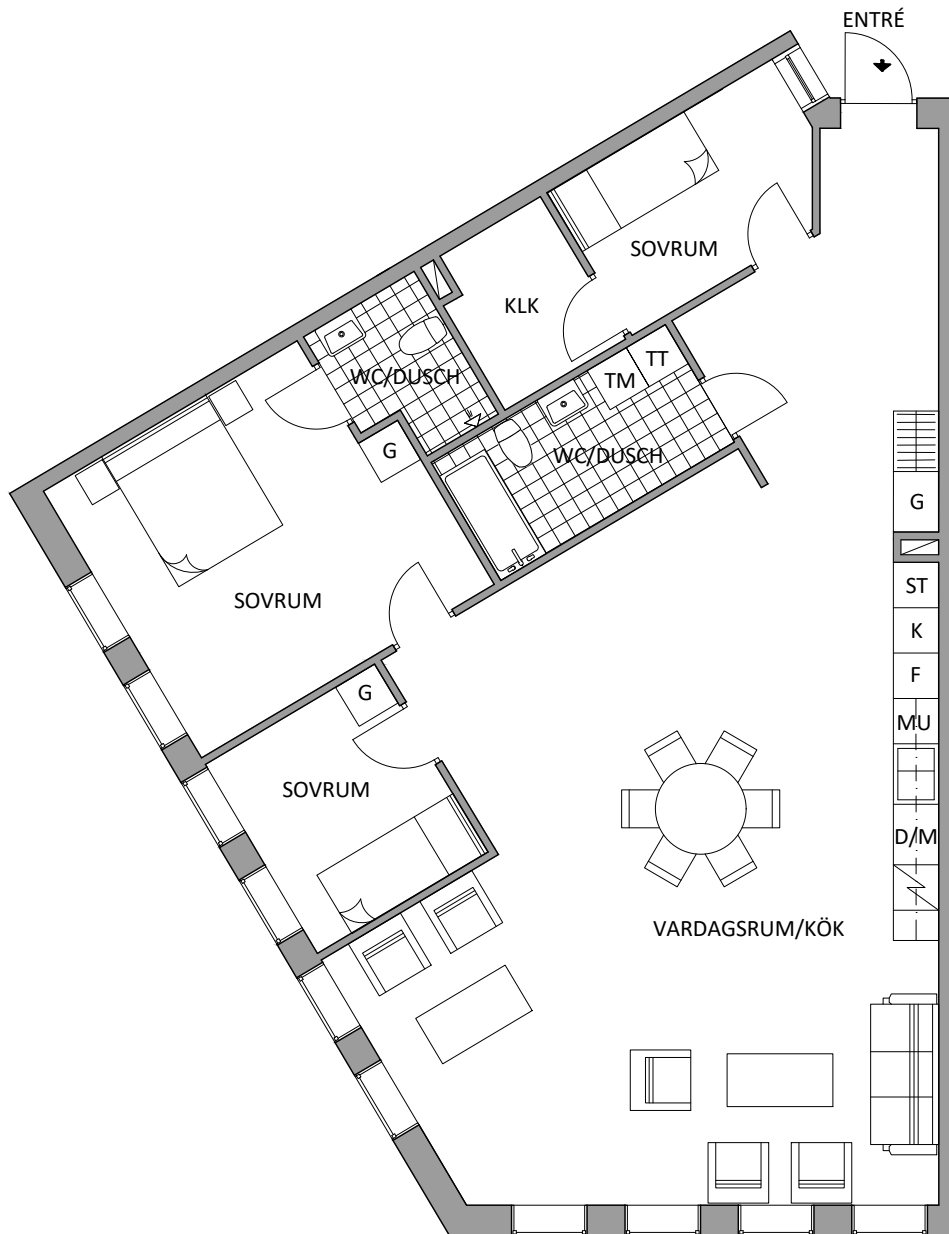 ENTRÉ
SOVRUM
KLK
TT
TM
WC/DUSCH
WC/DUSCH
G
G
ST
SOVRUM
K
F
G
MU
SOVRUM
D/M
VARDAGSRUM/KÖK